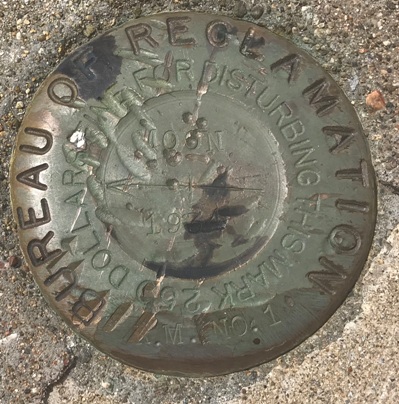 BUREAU OF RECLAMATION
250 DOLLARS FINE FOR DISTURBING THIS MARK
M. NO. 1